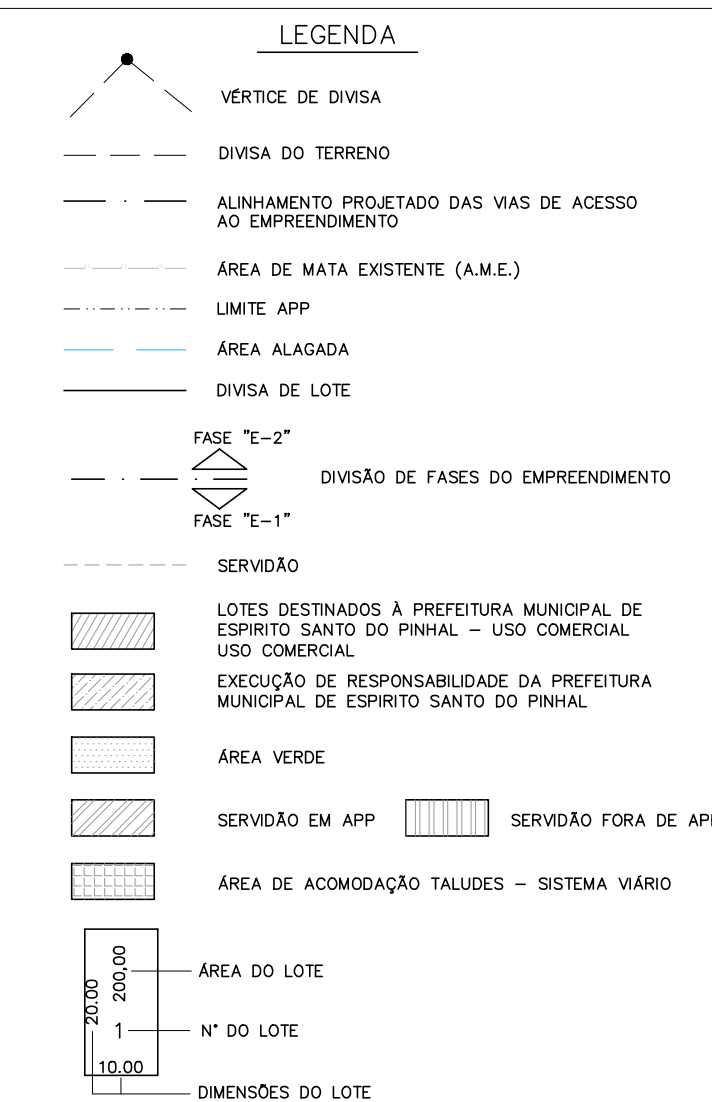 LEGENDA
VÉRTICE DE DIVISA
DIVISA DO TERRENO
ALINHAMENTO PROJETADO DAS VIAS DE ACESSO
AO EMPREENDIMENTO
ÁREA DE MATA EXISTENTE (A.M.E.)
LIMITE APP
ÁREA ALAGADA
DIVISA DE LOTE
FASE "E-2"
DIVISÃO DE FASES DO EMPREENDIMENTO
FASE "E-1"
SERVIDÃO
LOTES DESTINADOS À PREFEITURA MUNICIPAL DE
ESPIRITO SANTO DO PINHAL - USO COMERCIAL
USO COMERCIAL
EXECUÇÃO DE RESPONSABILIDADE DA PREFEITURA
MUNICIPAL DE ESPIRITO SANTO DO PINHAL
ÁREA VERDE
SERVIDÃO EM APP SERVIDÃO FORA DE
ÁREA DE ACOMODAÇÃO TALUDES - SISTEMA VIÁRIO
200,00
ÁREA DO LOTE
20.00
1
N° DO LOTE
10.00
DIMENSÕES DO LOTE